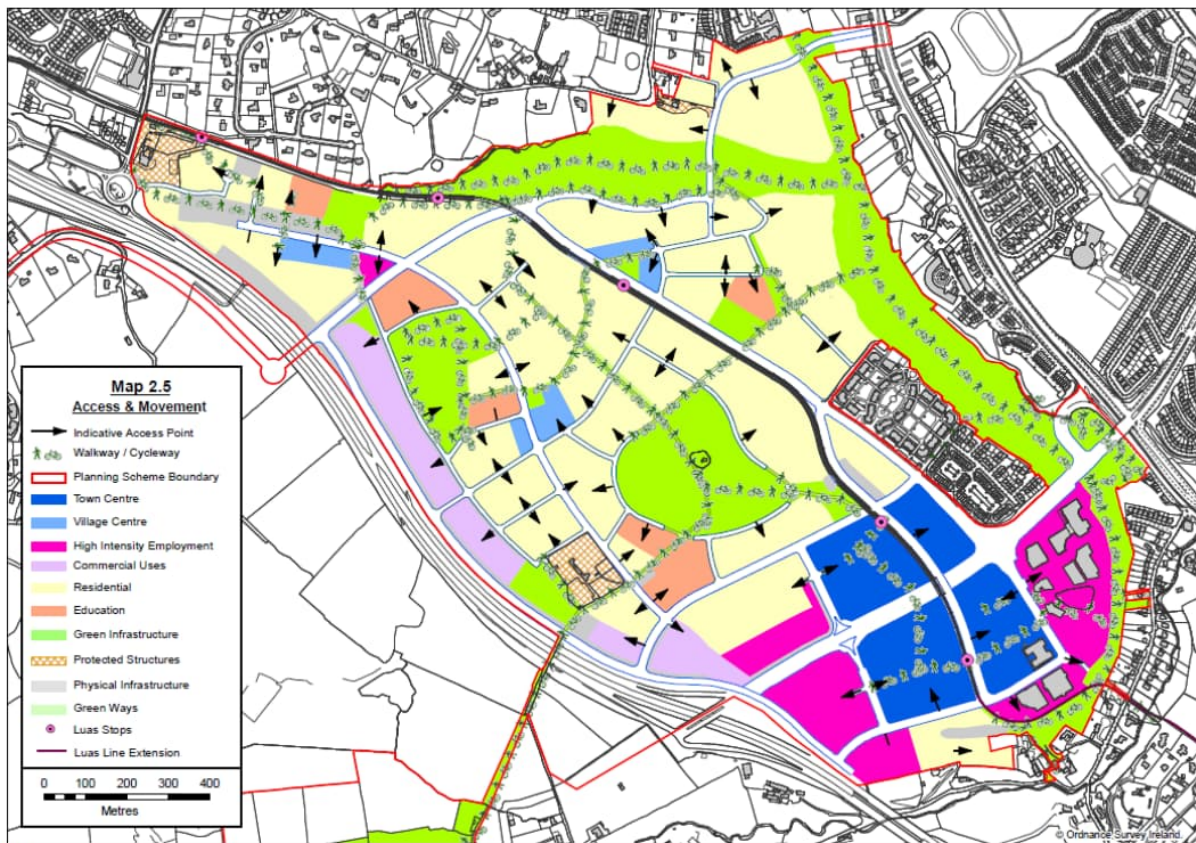 Map 2.5
Access & Movement
Indicative Access Point
Walkway / Cycleway
Planning Scheme Boundary
Town Centre
Village Centre
High Intensity Employment
Commercial Uses
Residential
Education
Green Infrastructure
Protected Structures
Physical Infrastructure
Green Ways
Luas Stops
Luas Line Extension
0 100 200 400
Metres
© Ordnance Survey Ireland.